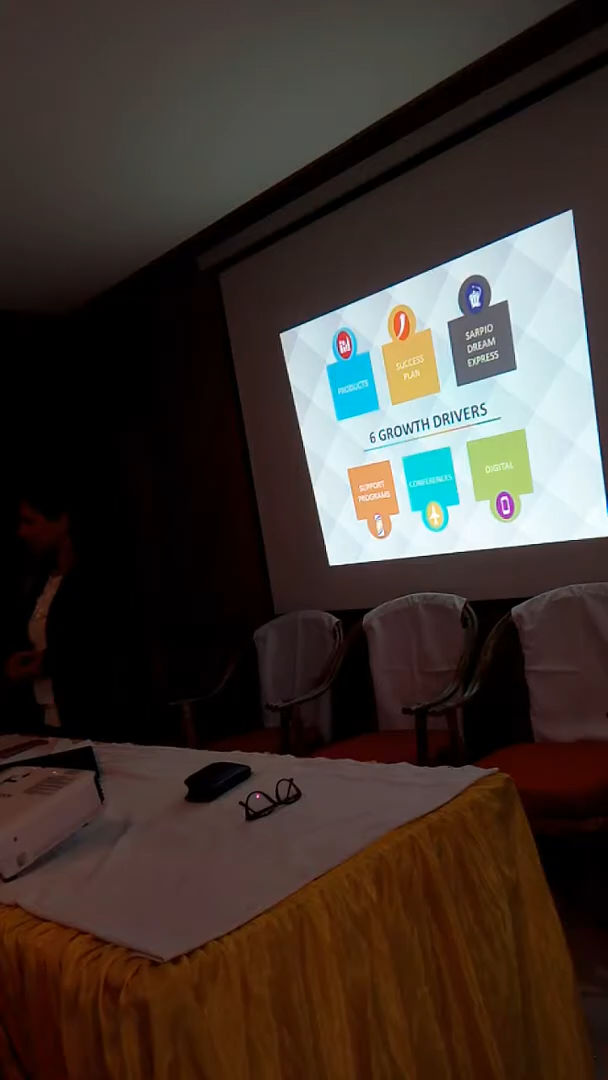 PRODUCTS
SUCCESS
PLAN
SARPIO
DREAM
EXPRESS
6 GROWTH DRIVERS
SUPPORT
PROGRAMS
CONFERENCES
DIGITAL